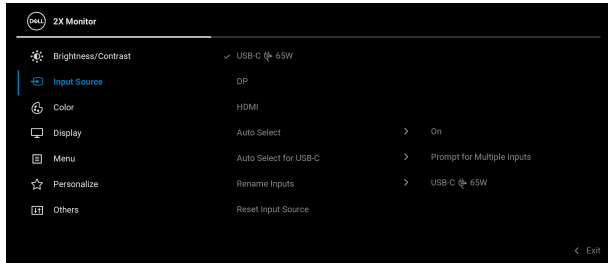 DELL 2X Monitor
Brightness/Contrast ✓ USB-C 65W
Input Source DP
Color HDMI
Display Auto Select > On
Menu Auto Select for USB-C > Prompt for Multiple Inputs
Personalize Rename Inputs > USB-C 65W
Others Reset Input Source
< Exit